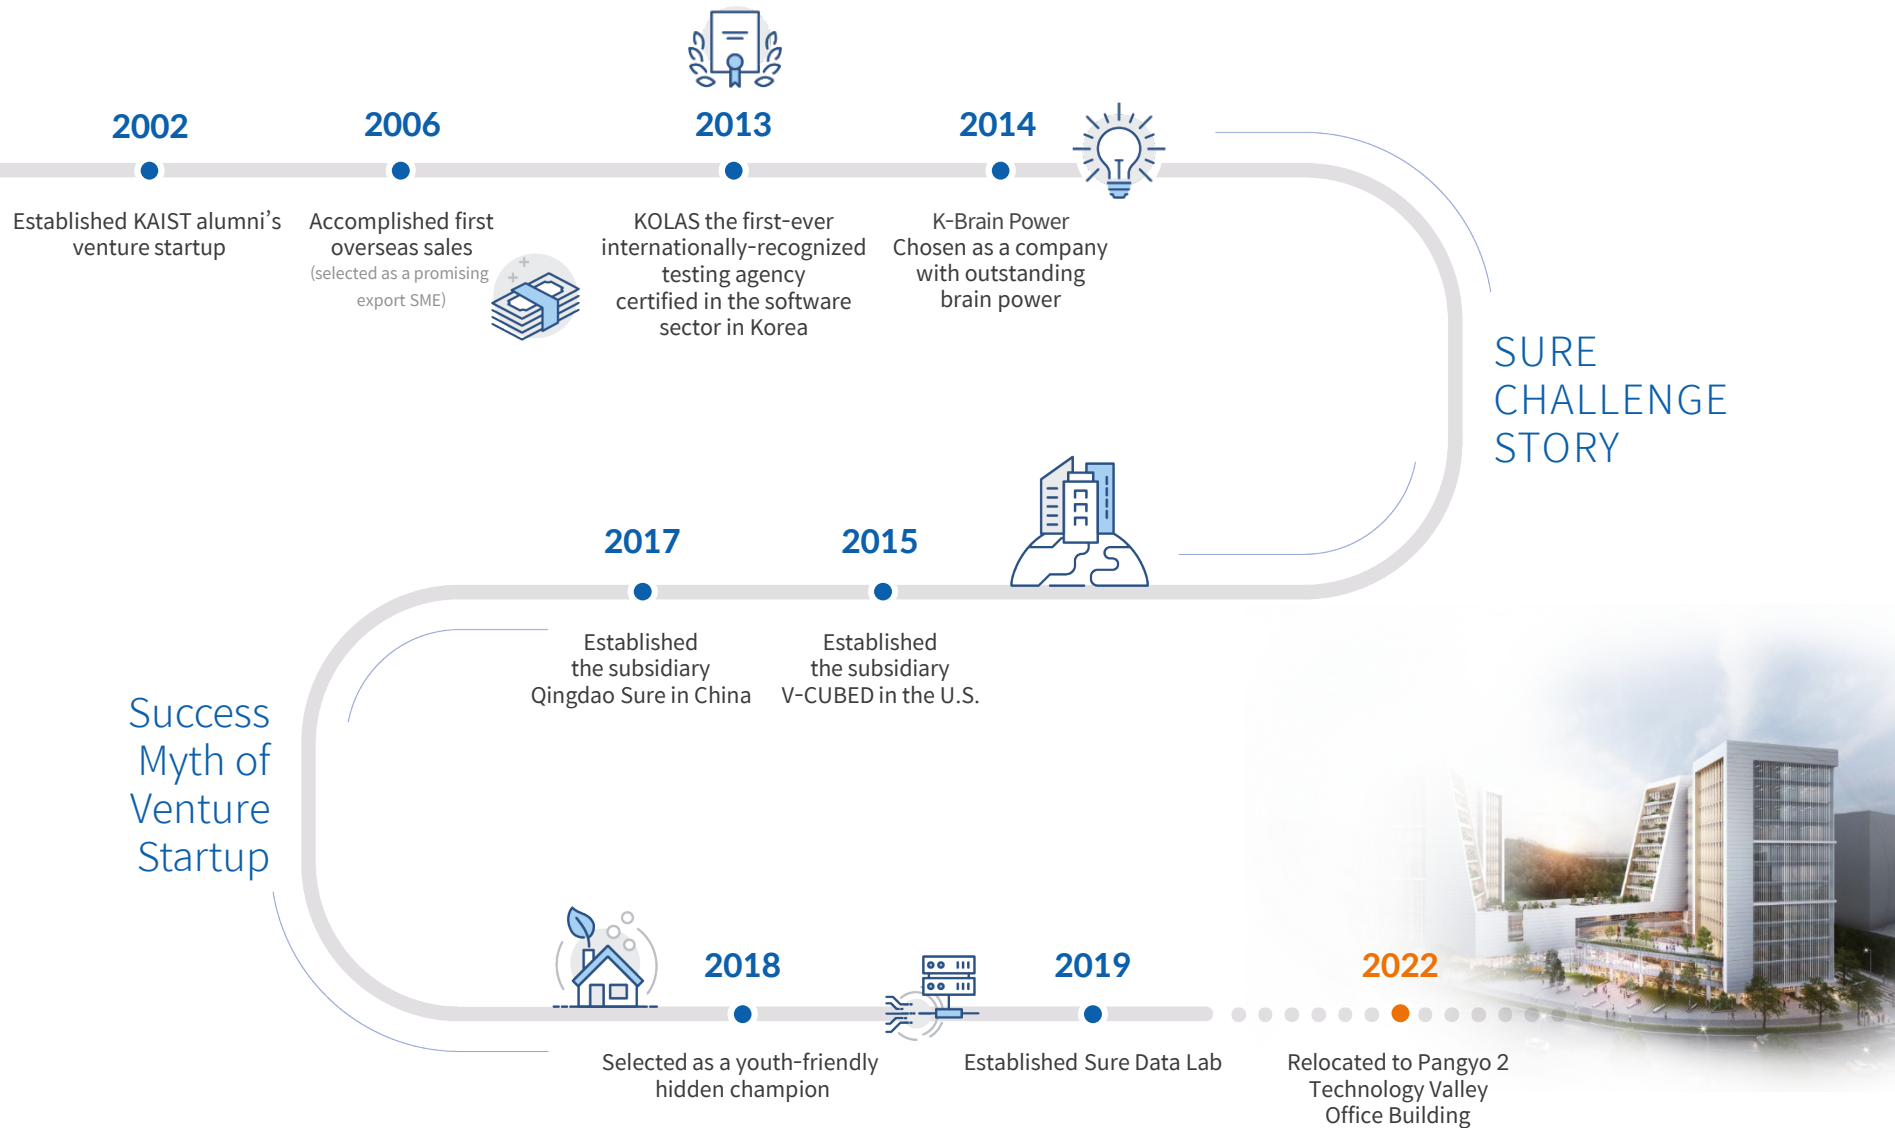 2002
Established KAIST alumni's
venture startup
2006
Accomplished first
overseas sales
(selected as a promising
export SME)
2013
KOLAS the first-ever
internationally-recognized
testing agency
certified in the software
sector in Korea
2014
K-Brain Power
Chosen as a company
with outstanding
brain power
SURE
CHALLENGE
STORY
2015
Established
the subsidiary
V-CUBED in the U.S.
2017
Established
the subsidiary
Qingdao Sure in China
Success
Myth of
Venture
Startup
2018
Selected as a youth-friendly
hidden champion
2019
Established Sure Data Lab
2022
Relocated to Pangyo 2
Technology Valley
Office Building